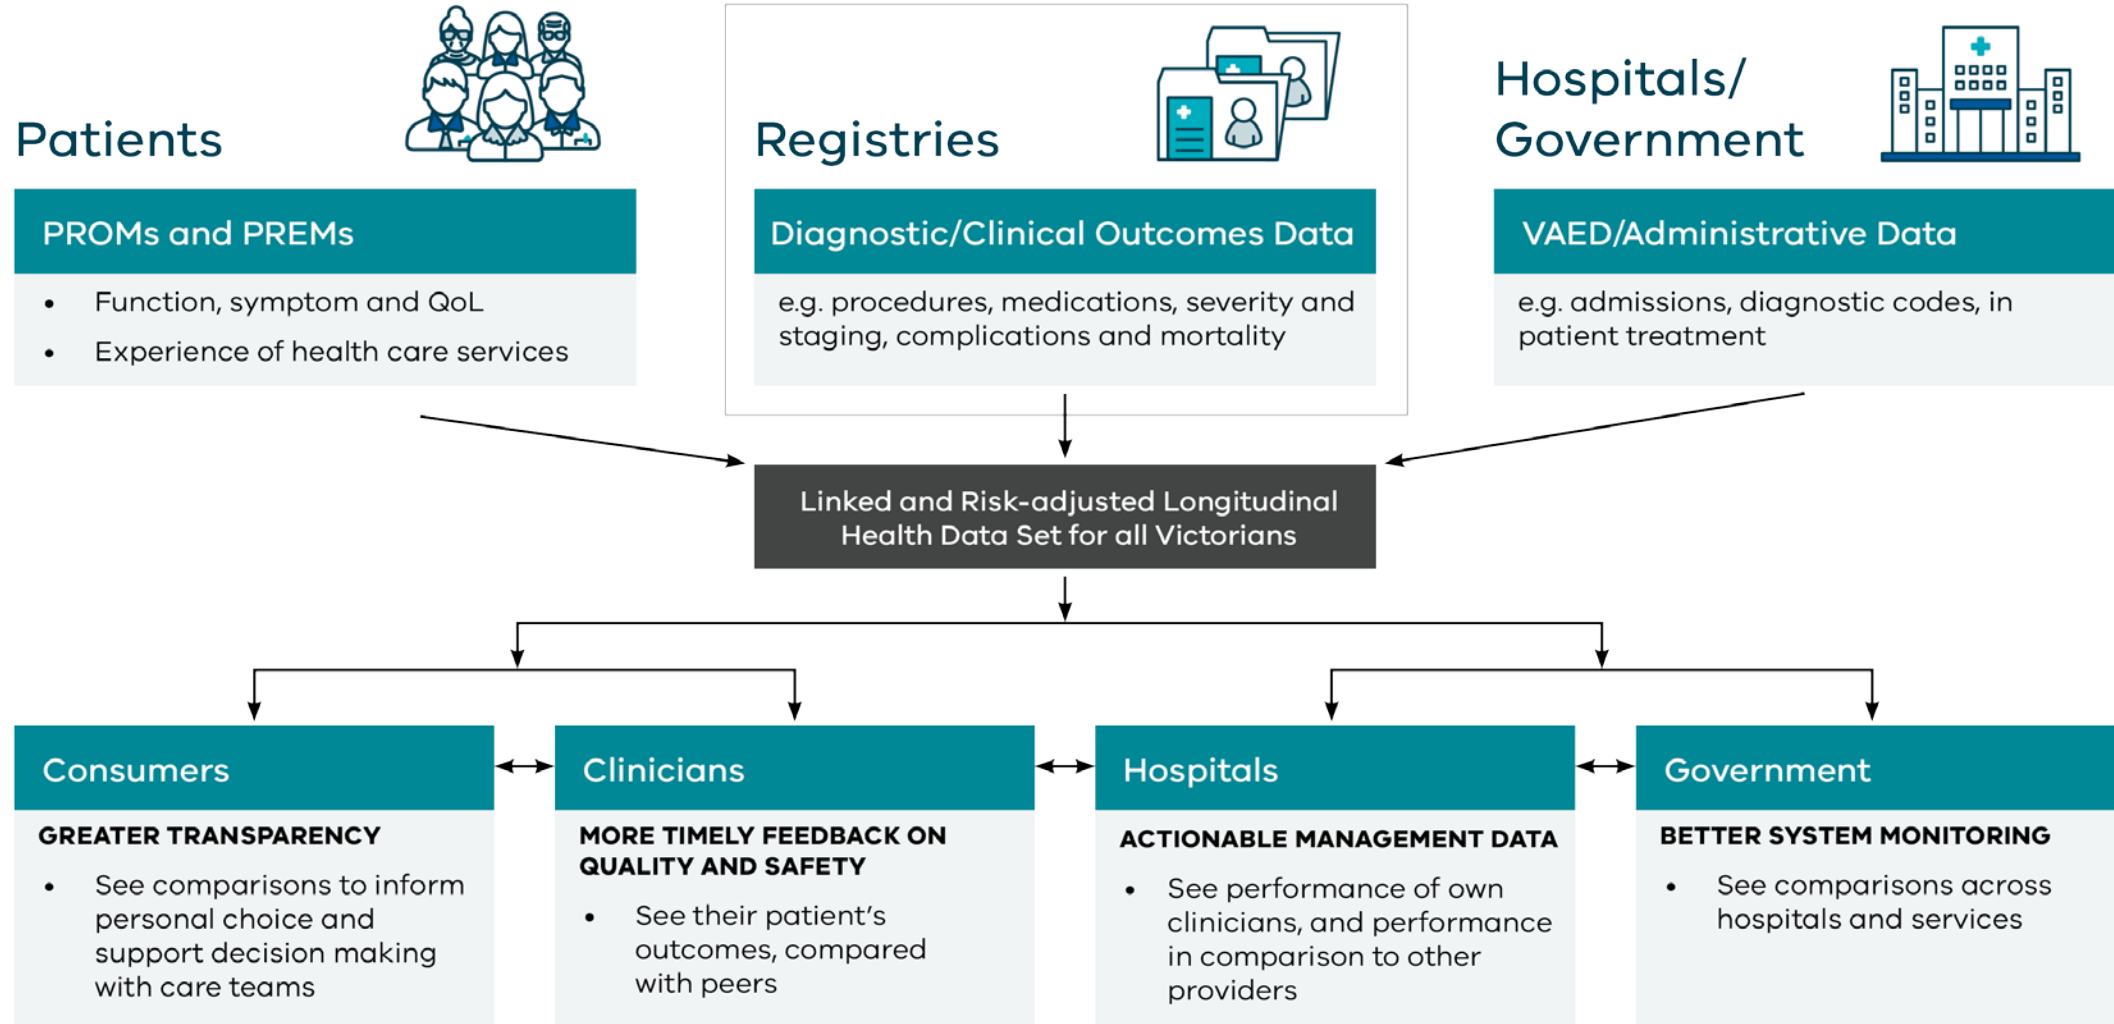 Patients
Registries
Hospitals/
Government
PROMs and PREMs
• Function, symptom and QoL
• Experience of health care services
Diagnostic/Clinical Outcomes Data
e.g. procedures, medications, severity and
staging, complications and mortality
VAED/Administrative Data
e.g. admissions, diagnostic codes, in
patient treatment
Linked and Risk-adjusted Longitudinal
Health Data Set for all Victorians
Consumers
GREATER TRANSPARENCY
• See comparisons to inform
personal choice and
support decision making
with care teams
Clinicians
MORE TIMELY FEEDBACK ON
QUALITY AND SAFETY
• See their patient's
outcomes, compared
with peers
Hospitals
ACTIONABLE MANAGEMENT DATA
• See performance of own
clinicians, and performance
in comparison to other
providers
Government
BETTER SYSTEM MONITORING
• See comparisons across
hospitals and services